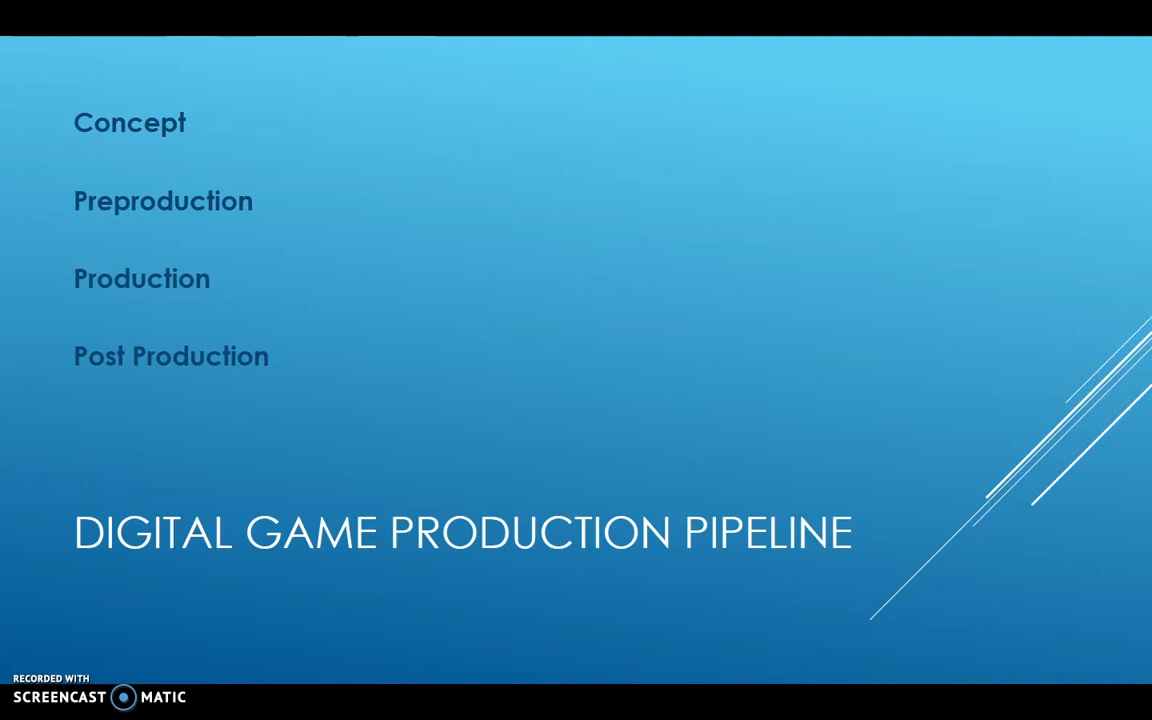 Concept
Preproduction
Production
Post Production
DIGITAL GAME PRODUCTION PIPELINE
RECORDED WITH
SCREENCAST MATIC